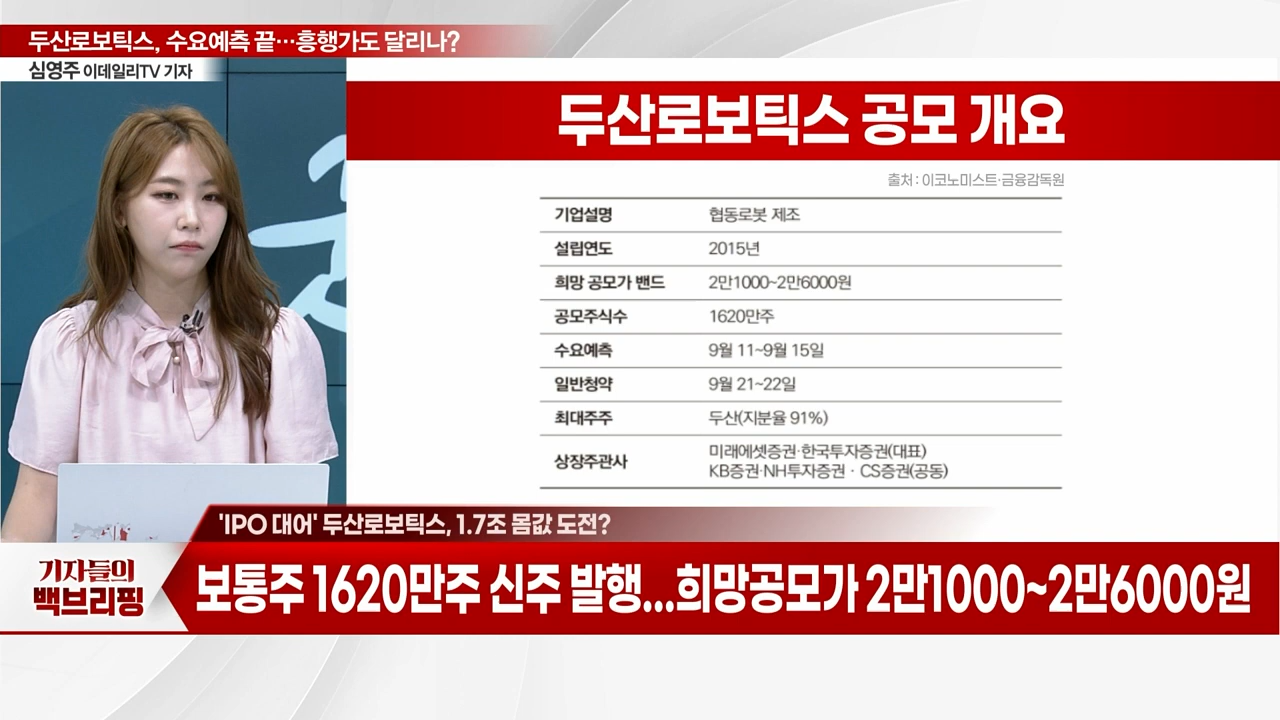 두산로보틱스, 수요예측 끝…흥행가도 달리나?
심영주 이데일리TV 기자
두산로보틱스 공모 개요
출처 : 이코노미스트·금융감독원
기업설명 협동로봇 제조
설립연도 2015년
희망 공모가 밴드 2만1000~2만6000원
공모주식수 1620만주
수요예측 9월 11~9월 15일
일반청약 9월 21~22일
최대주주 두산(지분율 91%)
상장주관사 미래에셋증권·한국투자증권(대표)
KB증권·NH투자증권 · CS증권(공동)
'IPO 대어' 두산로보틱스, 1.7조 몸값 도전?
기자들의
백브리핑
보통주 1620만주 신주 발행...희망공모가 2만1000~2만6000원